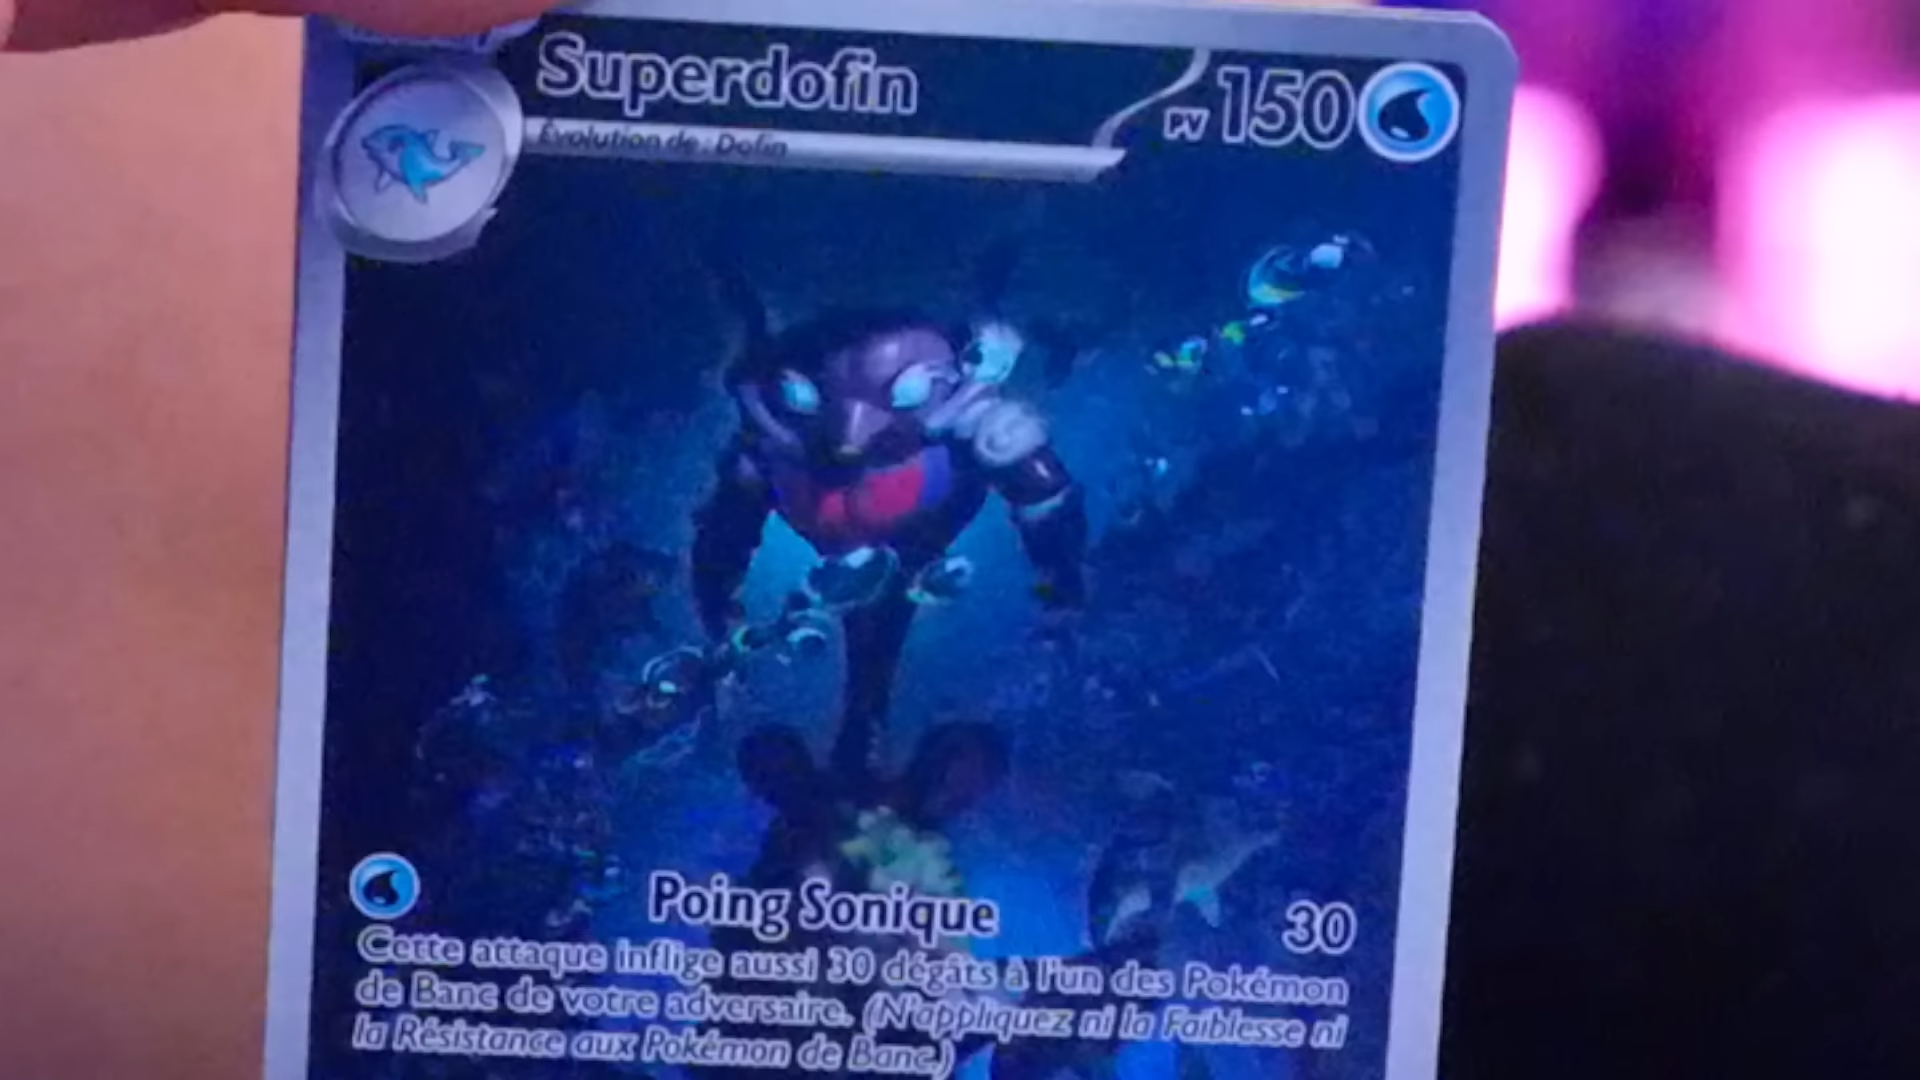 Superdofin
PV 150
Évolution de : Dofin
Poing Sonique 30
Cette attaque inflige aussi 30 dégâts à l'un des Pokémon
de Banc de votre adversaire. (N'appliquez ni la Faiblesse ni
la Résistance aux Pokémon de Banc.)